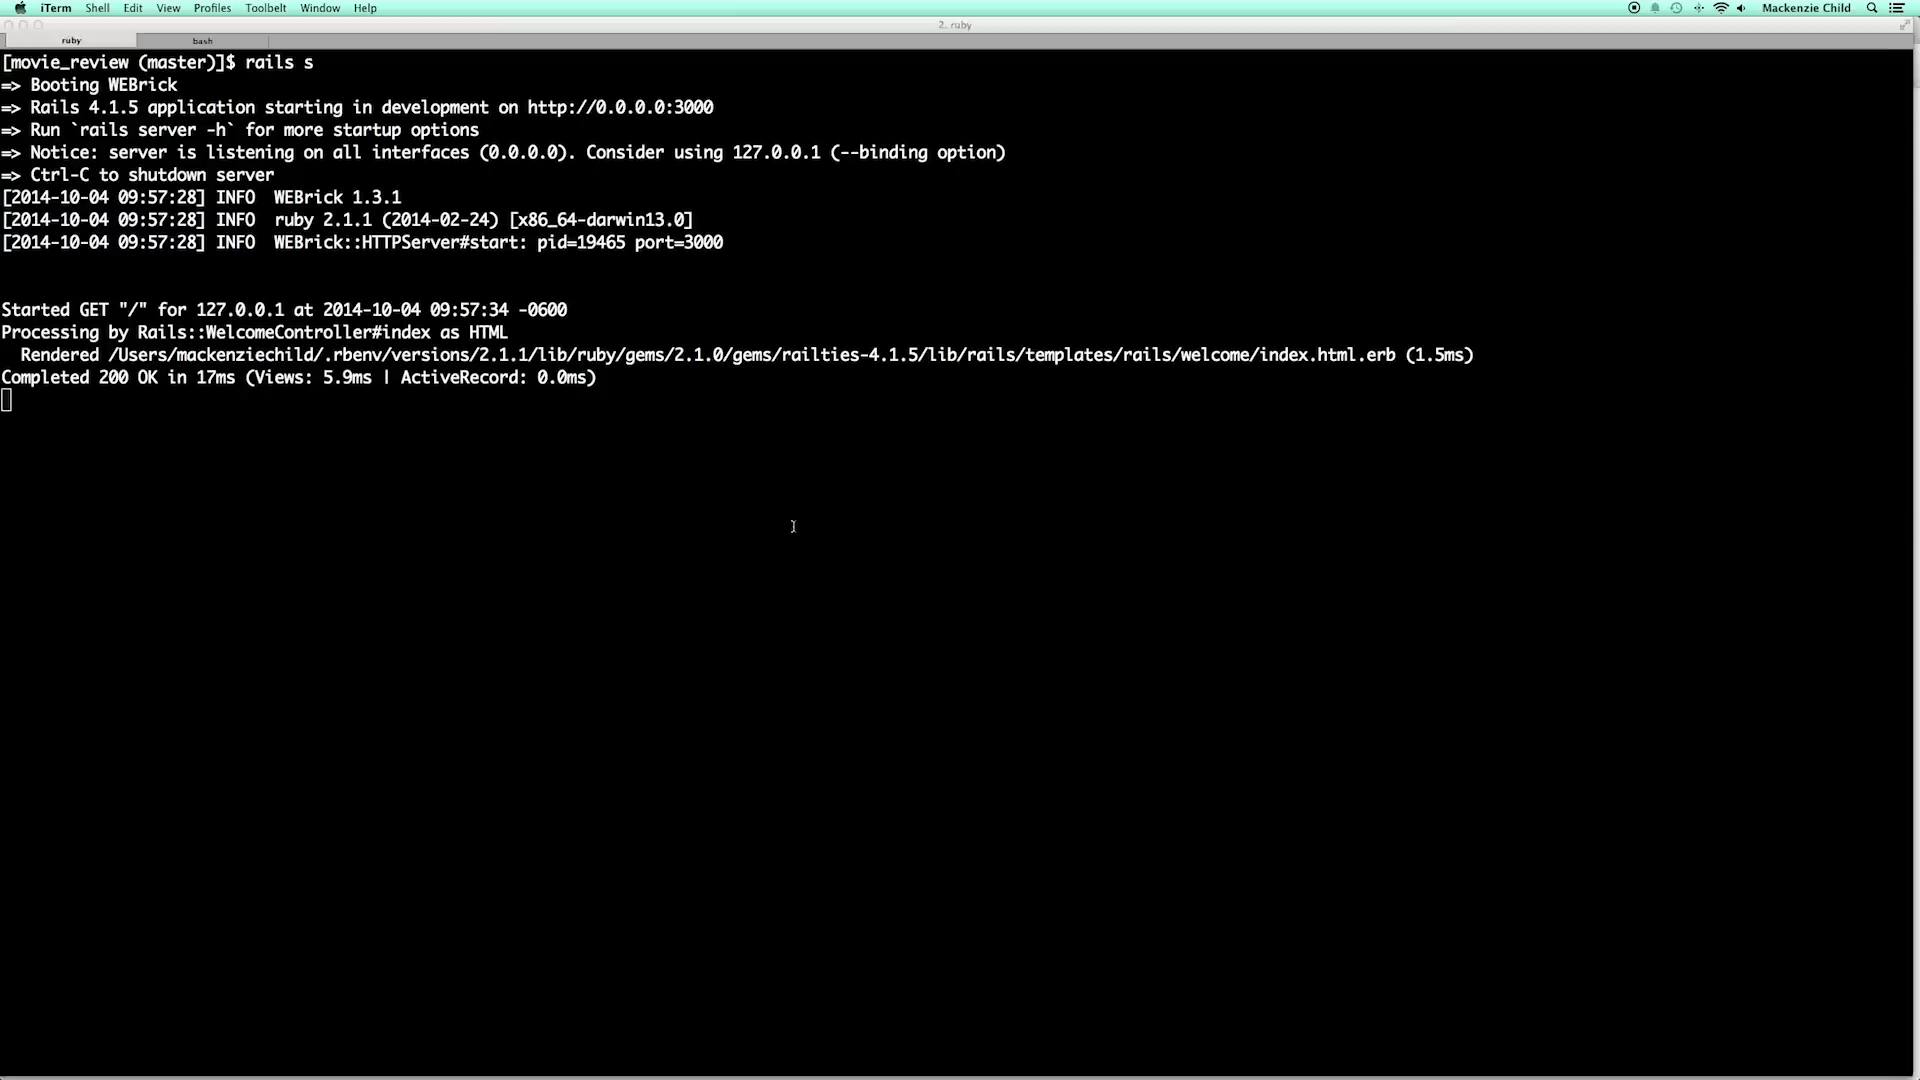 iTerm Shell Edit View Profiles Toolbelt Window Help Mackenzie Child
2. ruby
ruby bash
[movie_review (master)]$ rails s
=> Booting WEBrick
=> Rails 4.1.5 application starting in development on http://0.0.0.0:3000
=> Run `rails server -h` for more startup options
=> Notice: server is listening on all interfaces (0.0.0.0). Consider using 127.0.0.1 (--binding option)
=> Ctrl-C to shutdown server
[2014-10-04 09:57:28] INFO  WEBrick 1.3.1
[2014-10-04 09:57:28] INFO  ruby 2.1.1 (2014-02-24) [x86_64-darwin13.0]
[2014-10-04 09:57:28] INFO  WEBrick::HTTPServer#start: pid=19465 port=3000
Started GET "/" for 127.0.0.1 at 2014-10-04 09:57:34 -0600
Processing by Rails::WelcomeController#index as HTML
  Rendered /Users/mackenziechild/.rbenv/versions/2.1.1/lib/ruby/gems/2.1.0/gems/railties-4.1.5/lib/rails/templates/rails/welcome/index.html.erb (1.5ms)
Completed 200 OK in 17ms (Views: 5.9ms | ActiveRecord: 0.0ms)